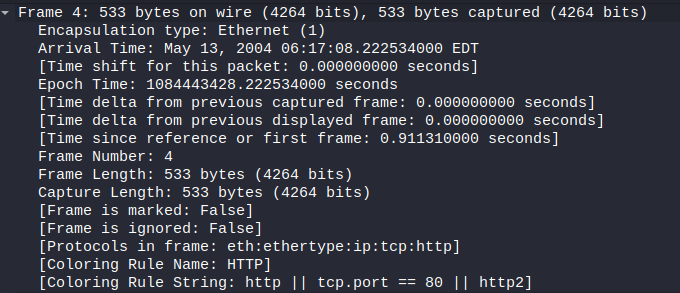 Frame 4: 533 bytes on wire (4264 bits), 533 bytes captured (4264 bits)
Encapsulation type: Ethernet (1)
Arrival Time: May 13, 2004 06:17:08.222534000 EDT
[Time shift for this packet: 0.000000000 seconds]
Epoch Time: 1084443428.222534000 seconds
[Time delta from previous captured frame: 0.000000000 seconds]
[Time delta from previous displayed frame: 0.000000000 seconds]
[Time since reference or first frame: 0.911310000 seconds]
Frame Number: 4
Frame Length: 533 bytes (4264 bits)
Capture Length: 533 bytes (4264 bits)
[Frame is marked: False]
[Frame is ignored: False]
[Protocols in frame: eth:ethertype:ip:tcp:http]
[Coloring Rule Name: HTTP]
[Coloring Rule String: http || tcp.port == 80 || http2]